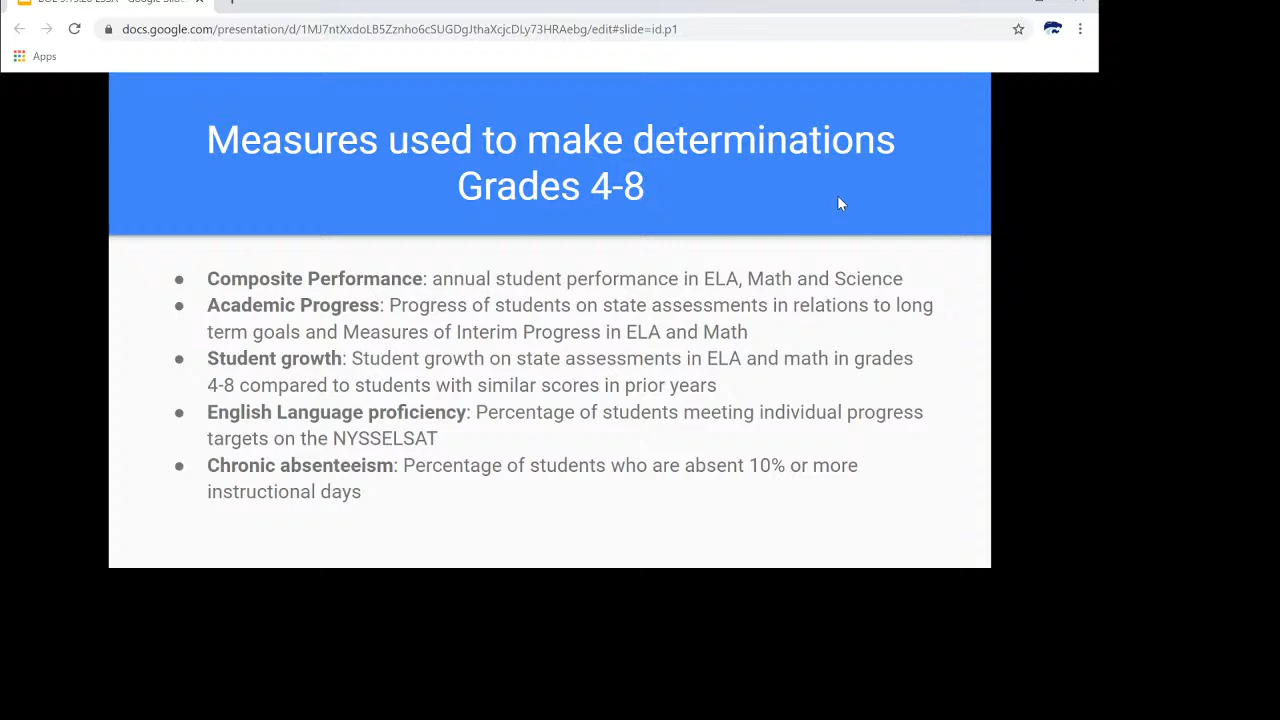 docs.google.com/presentation/d/1MJ7ntXxdoLB5Zznho6cSUGDgJthaXcjcDLy73HRAebg/edit#slide=id.p1
Apps
Measures used to make determinations
Grades 4-8
● Composite Performance: annual student performance in ELA, Math and Science
● Academic Progress: Progress of students on state assessments in relations to long
term goals and Measures of Interim Progress in ELA and Math
● Student growth: Student growth on state assessments in ELA and math in grades
4-8 compared to students with similar scores in prior years
● English Language proficiency: Percentage of students meeting individual progress
targets on the NYSSELSAT
● Chronic absenteeism: Percentage of students who are absent 10% or more
instructional days